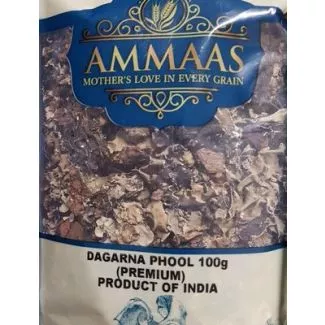 AMMAAS
MOTHER'S LOVE IN EVERY GRAIN
DAGARNA PHOOL 100g
(PREMIUM)
PRODUCT OF INDIA